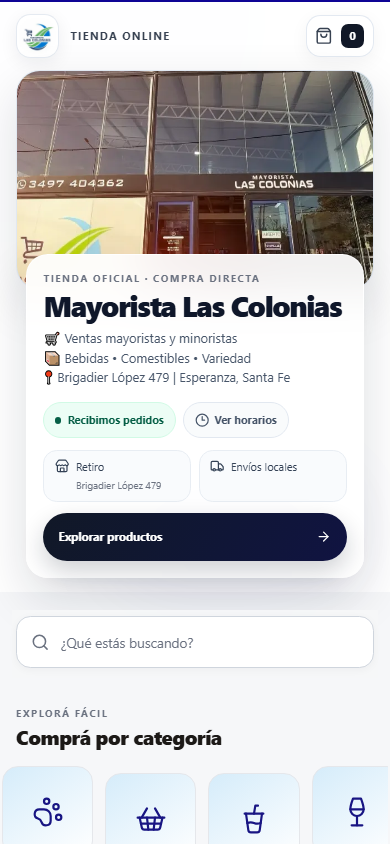 LAS COLONIAS
TIENDA ONLINE
0
3497 404362
MAYORISTA
LAS COLONIAS
TIENDA OFICIAL · COMPRA DIRECTA
Mayorista Las Colonias
🛒 Ventas mayoristas y minoristas
📦 Bebidas • Comestibles • Variedad
📍 Brigadier López 479 | Esperanza, Santa Fe
Recibimos pedidos
Ver horarios
Retiro
Brigadier López 479
Envíos locales
Explorar productos
¿Qué estás buscando?
EXPLORÁ FÁCIL
Comprá por categoría